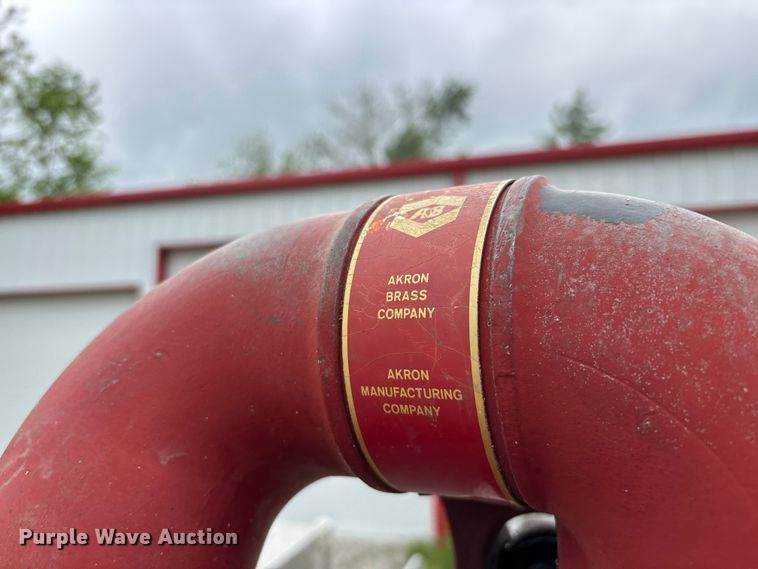 AKRON
BRASS
COMPANY
AKRON
MANUFACTURING
COMPANY
Purple Wave Auction